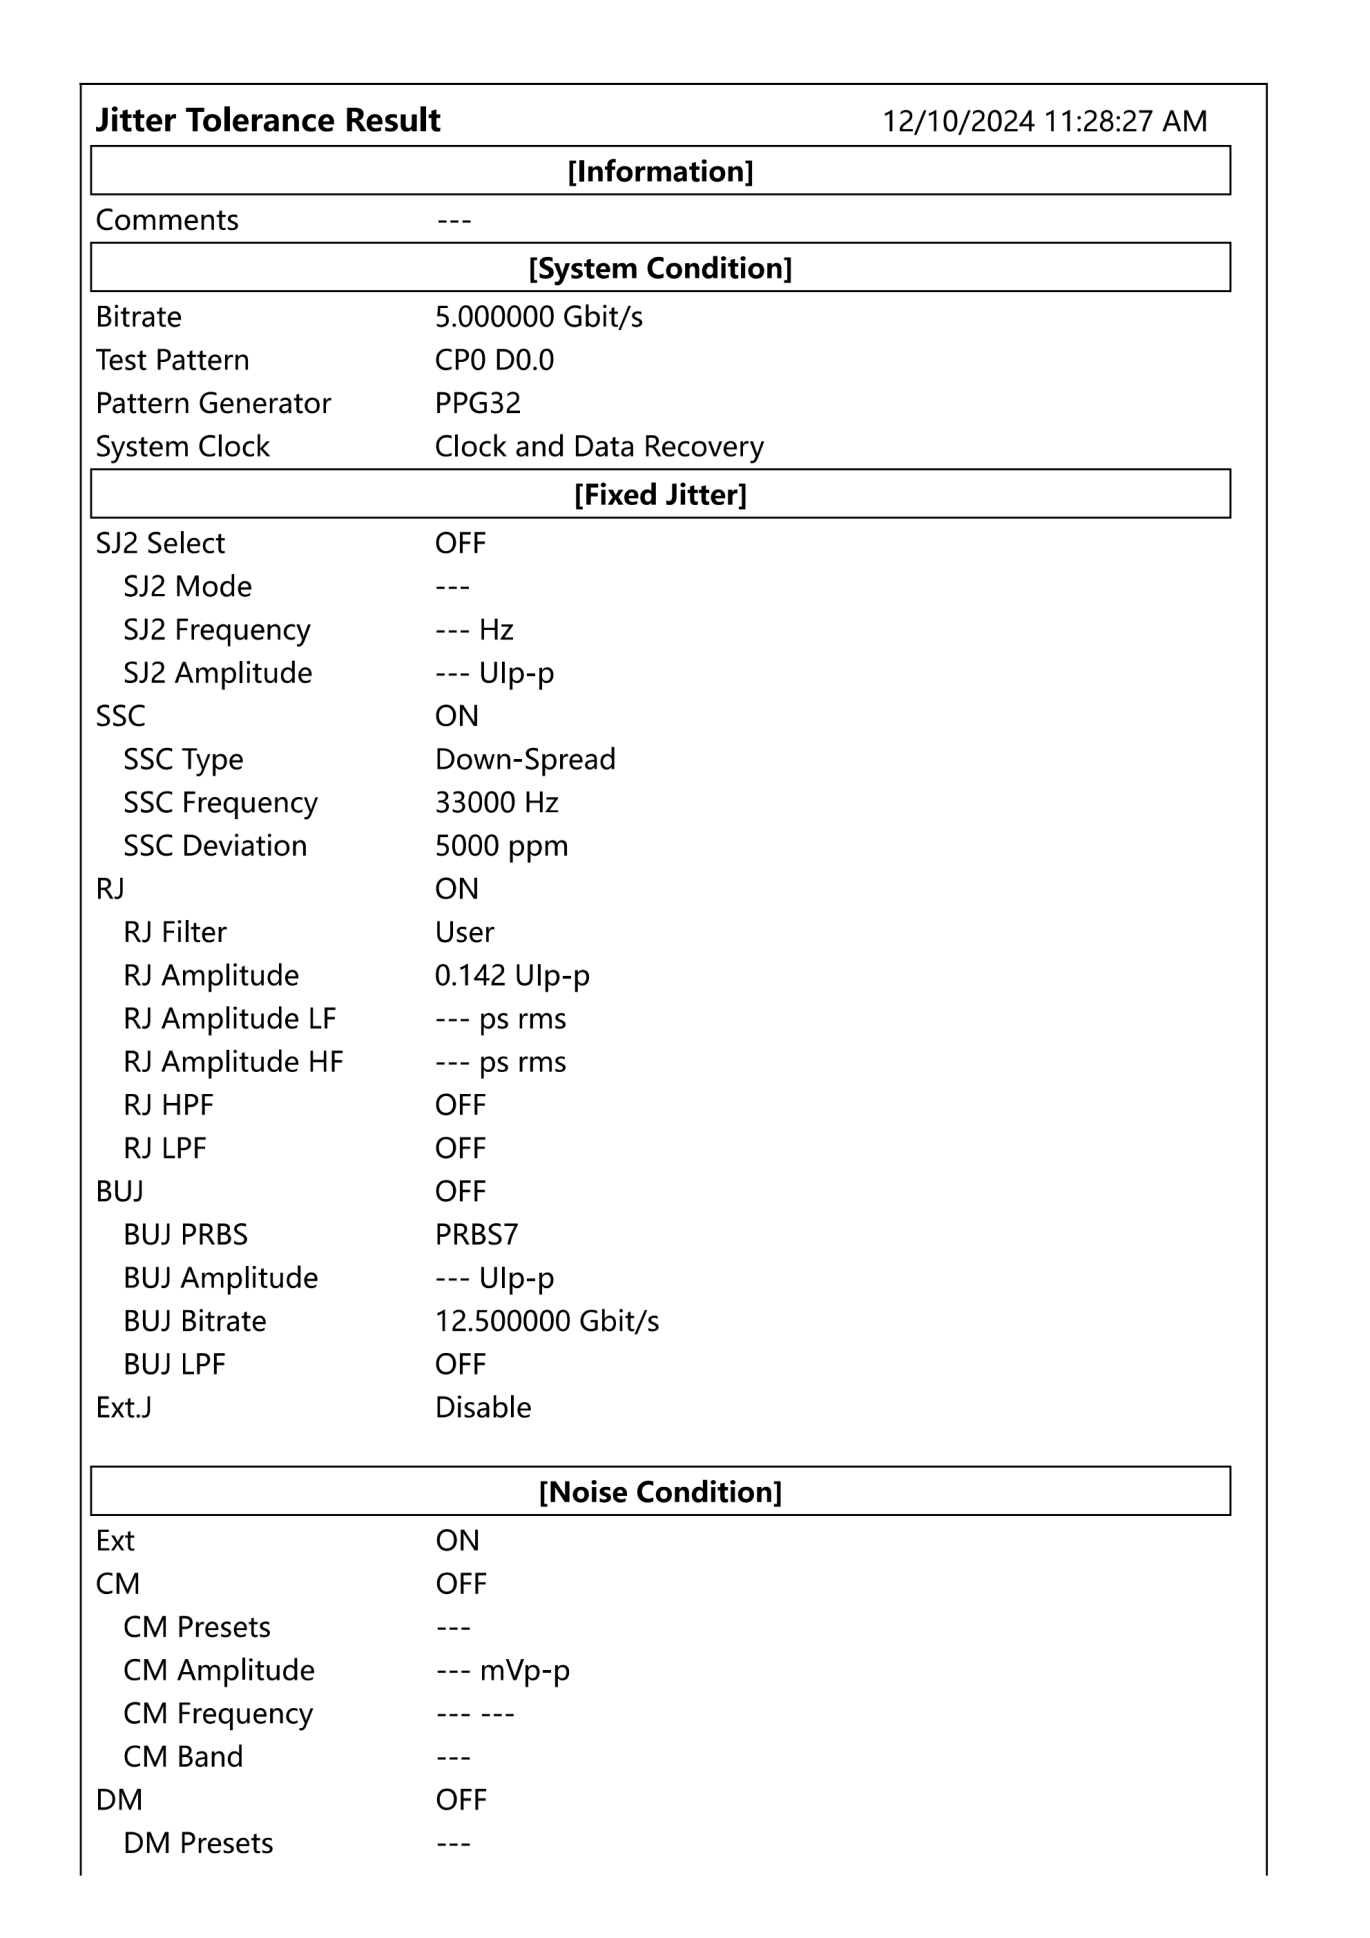 Jitter Tolerance Result 12/10/2024 11:28:27 AM
[Information]
Comments ---
[System Condition]
Bitrate 5.000000 Gbit/s
Test Pattern CP0 D0.0
Pattern Generator PPG32
System Clock Clock and Data Recovery
[Fixed Jitter]
SJ2 Select OFF
SJ2 Mode ---
SJ2 Frequency --- Hz
SJ2 Amplitude --- UIp-p
SSC ON
SSC Type Down-Spread
SSC Frequency 33000 Hz
SSC Deviation 5000 ppm
RJ ON
RJ Filter User
RJ Amplitude 0.142 UIp-p
RJ Amplitude LF --- ps rms
RJ Amplitude HF --- ps rms
RJ HPF OFF
RJ LPF OFF
BUJ OFF
BUJ PRBS PRBS7
BUJ Amplitude --- UIp-p
BUJ Bitrate 12.500000 Gbit/s
BUJ LPF OFF
Ext.J Disable
[Noise Condition]
Ext ON
CM OFF
CM Presets ---
CM Amplitude --- mVp-p
CM Frequency --- ---
CM Band ---
DM OFF
DM Presets ---